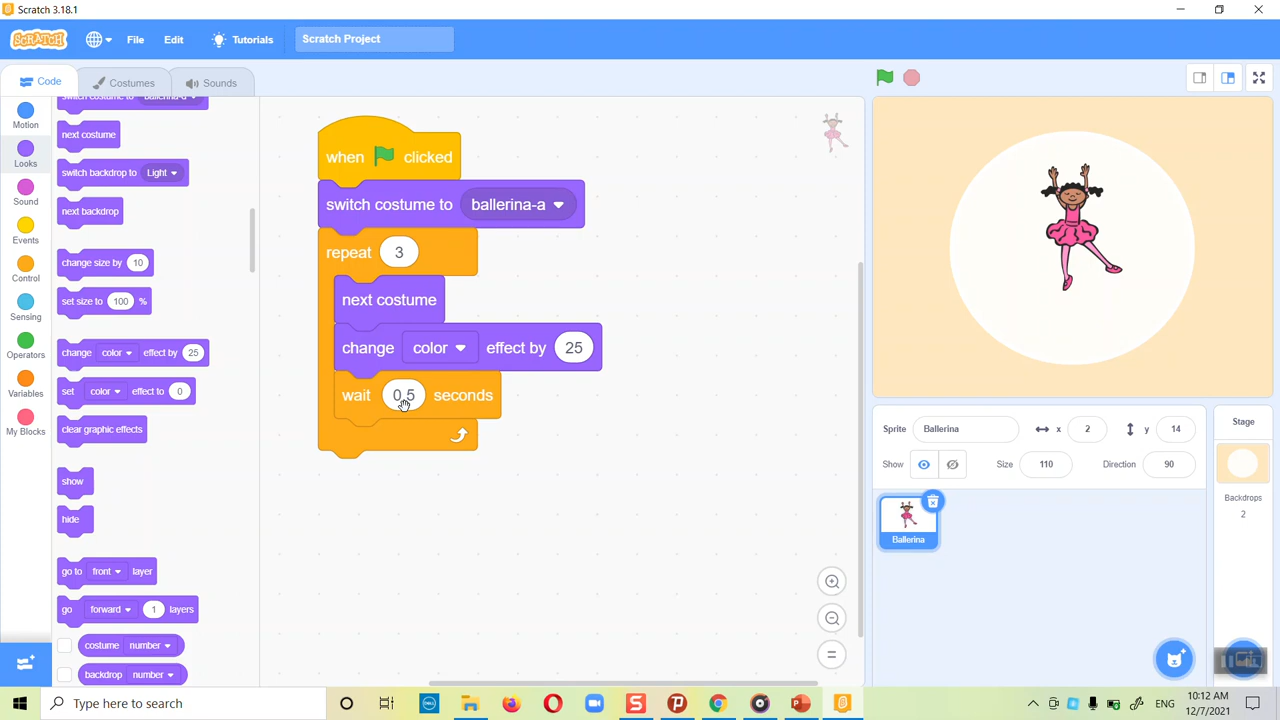 Scratch 3.18.1
SCRATCH File Edit Tutorials Scratch Project
Code Costumes Sounds
Motion
Looks
Sound
Events
Control
Sensing
Operators
Variables
My Blocks
switch costume to ballerina-a
next costume
switch backdrop to Light
next backdrop
change size by 10
set size to 100 %
change color effect by 25
set color effect to 0
clear graphic effects
show
hide
go to front layer
go forward 1 layers
costume number
backdrop number
when clicked
switch costume to ballerina-a
repeat 3
next costume
change color effect by 25
wait 0.5 seconds
Sprite Ballerina x 2 y 14
Show Size 110 Direction 90
Ballerina
Stage
Backdrops
2
Type here to search
ENG
10:12 AM
12/7/2021